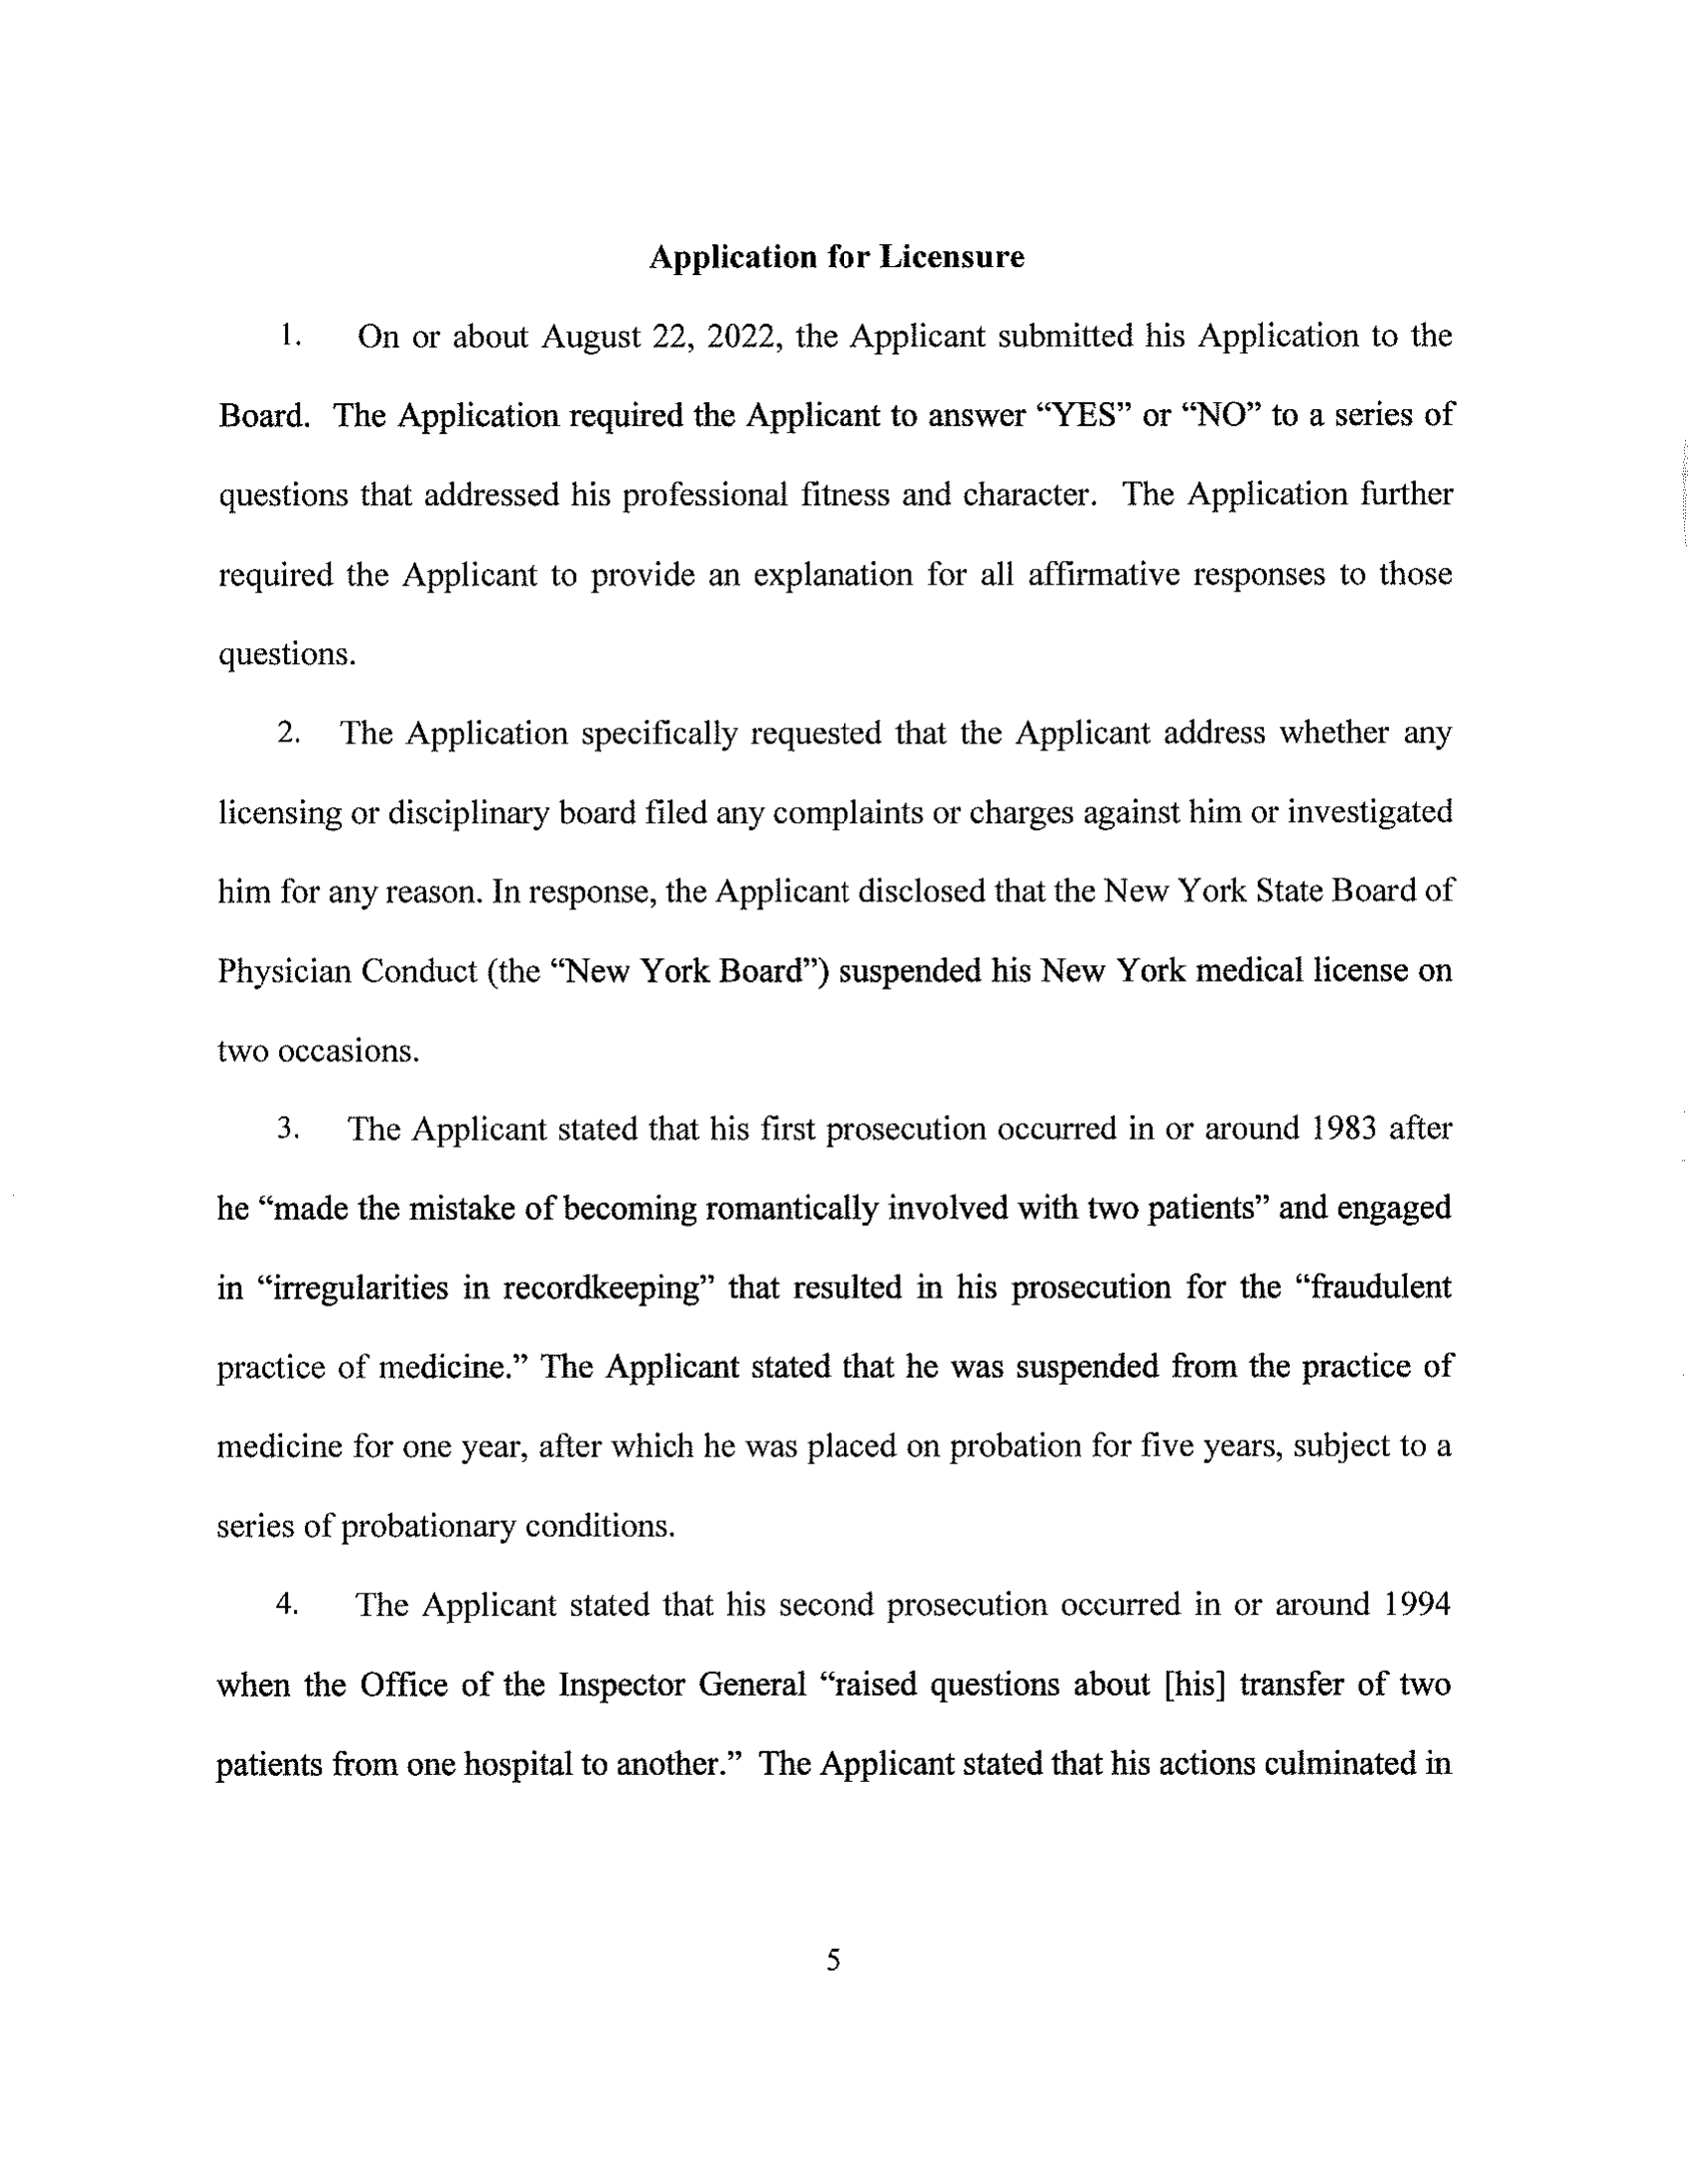 Application for Licensure
1. On or about August 22, 2022, the Applicant submitted his Application to the
Board. The Application required the Applicant to answer “YES” or “NO” to a series of
questions that addressed his professional fitness and character. The Application further
required the Applicant to provide an explanation for all affirmative responses to those
questions.
2. The Application specifically requested that the Applicant address whether any
licensing or disciplinary board filed any complaints or charges against him or investigated
him for any reason. In response, the Applicant disclosed that the New York State Board of
Physician Conduct (the “New York Board”) suspended his New York medical license on
two occasions.
3. The Applicant stated that his first prosecution occurred in or around 1983 after
he “made the mistake of becoming romantically involved with two patients” and engaged
in “irregularities in recordkeeping” that resulted in his prosecution for the “fraudulent
practice of medicine.” The Applicant stated that he was suspended from the practice of
medicine for one year, after which he was placed on probation for five years, subject to a
series of probationary conditions.
4. The Applicant stated that his second prosecution occurred in or around 1994
when the Office of the Inspector General “raised questions about [his] transfer of two
patients from one hospital to another.” The Applicant stated that his actions culminated in
5